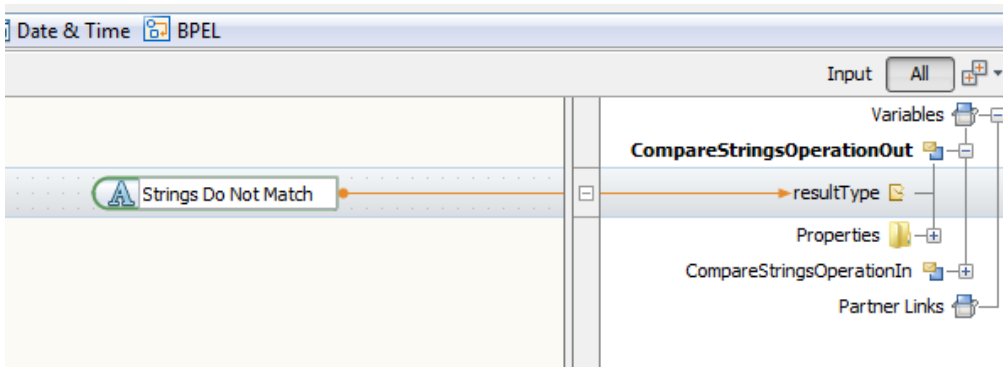 Date & Time BPEL
Input All
Variables
CompareStringsOperationOut
Strings Do Not Match resultType
Properties
CompareStringsOperationIn
Partner Links